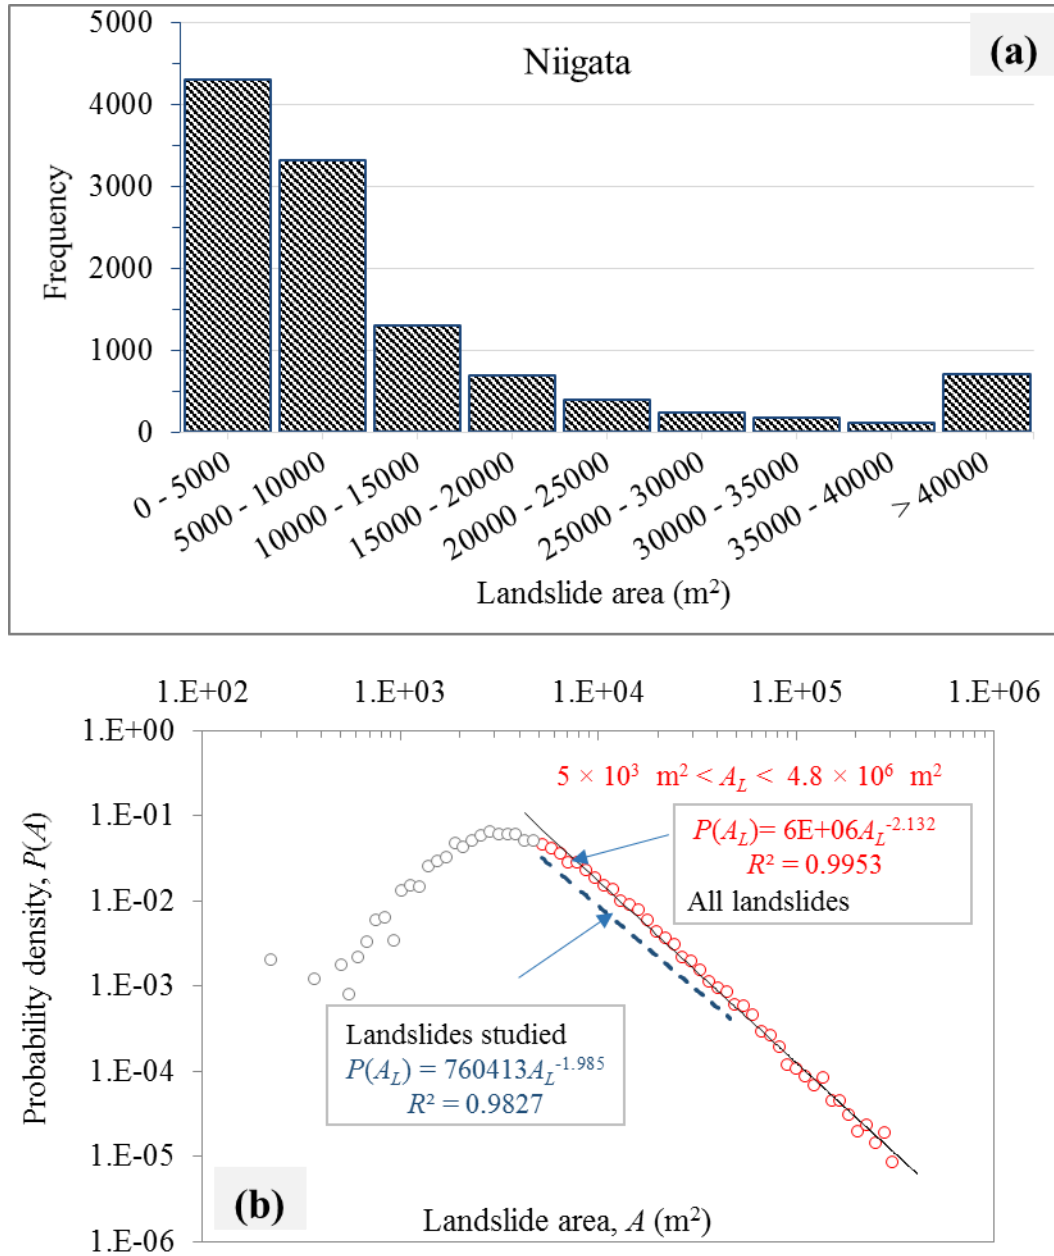 (a)
Niigata
5000
4000
3000
2000
1000
0
Frequency
0 - 5000
5000 - 10000
10000 - 15000
15000 - 20000
20000 - 25000
25000 - 30000
30000 - 35000
35000 - 40000
> 40000
Landslide area (m²)
1.E+02 1.E+03 1.E+04 1.E+05 1.E+06
1.E+00
1.E-01
1.E-02
1.E-03
1.E-04
1.E-05
1.E-06
Probability density, P(A)
5 × 10³ m² < A_L < 4.8 × 10⁶ m²
P(A_L)= 6E+06A_L^-2.132
R² = 0.9953
All landslides
Landslides studied
P(A_L) = 760413A_L^-1.985
R² = 0.9827
(b)
Landslide area, A (m²)